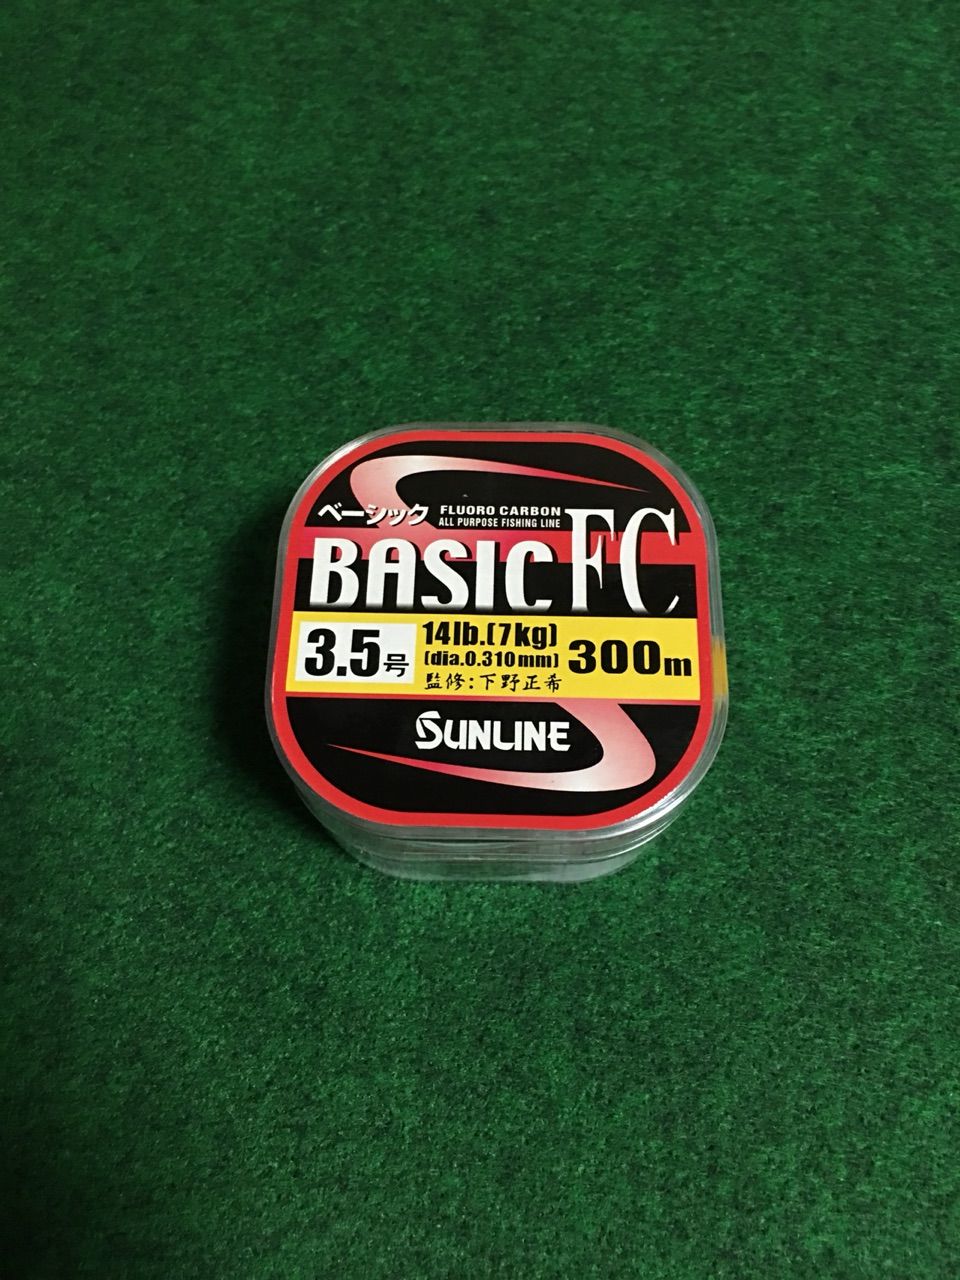 ベーシック
FLUORO CARBON
ALL PURPOSE FISHING LINE
BASIC FC
3.5号
14lb.(7kg)
(dia.0.310mm)
監修:下野正希
300m
SUNLINE